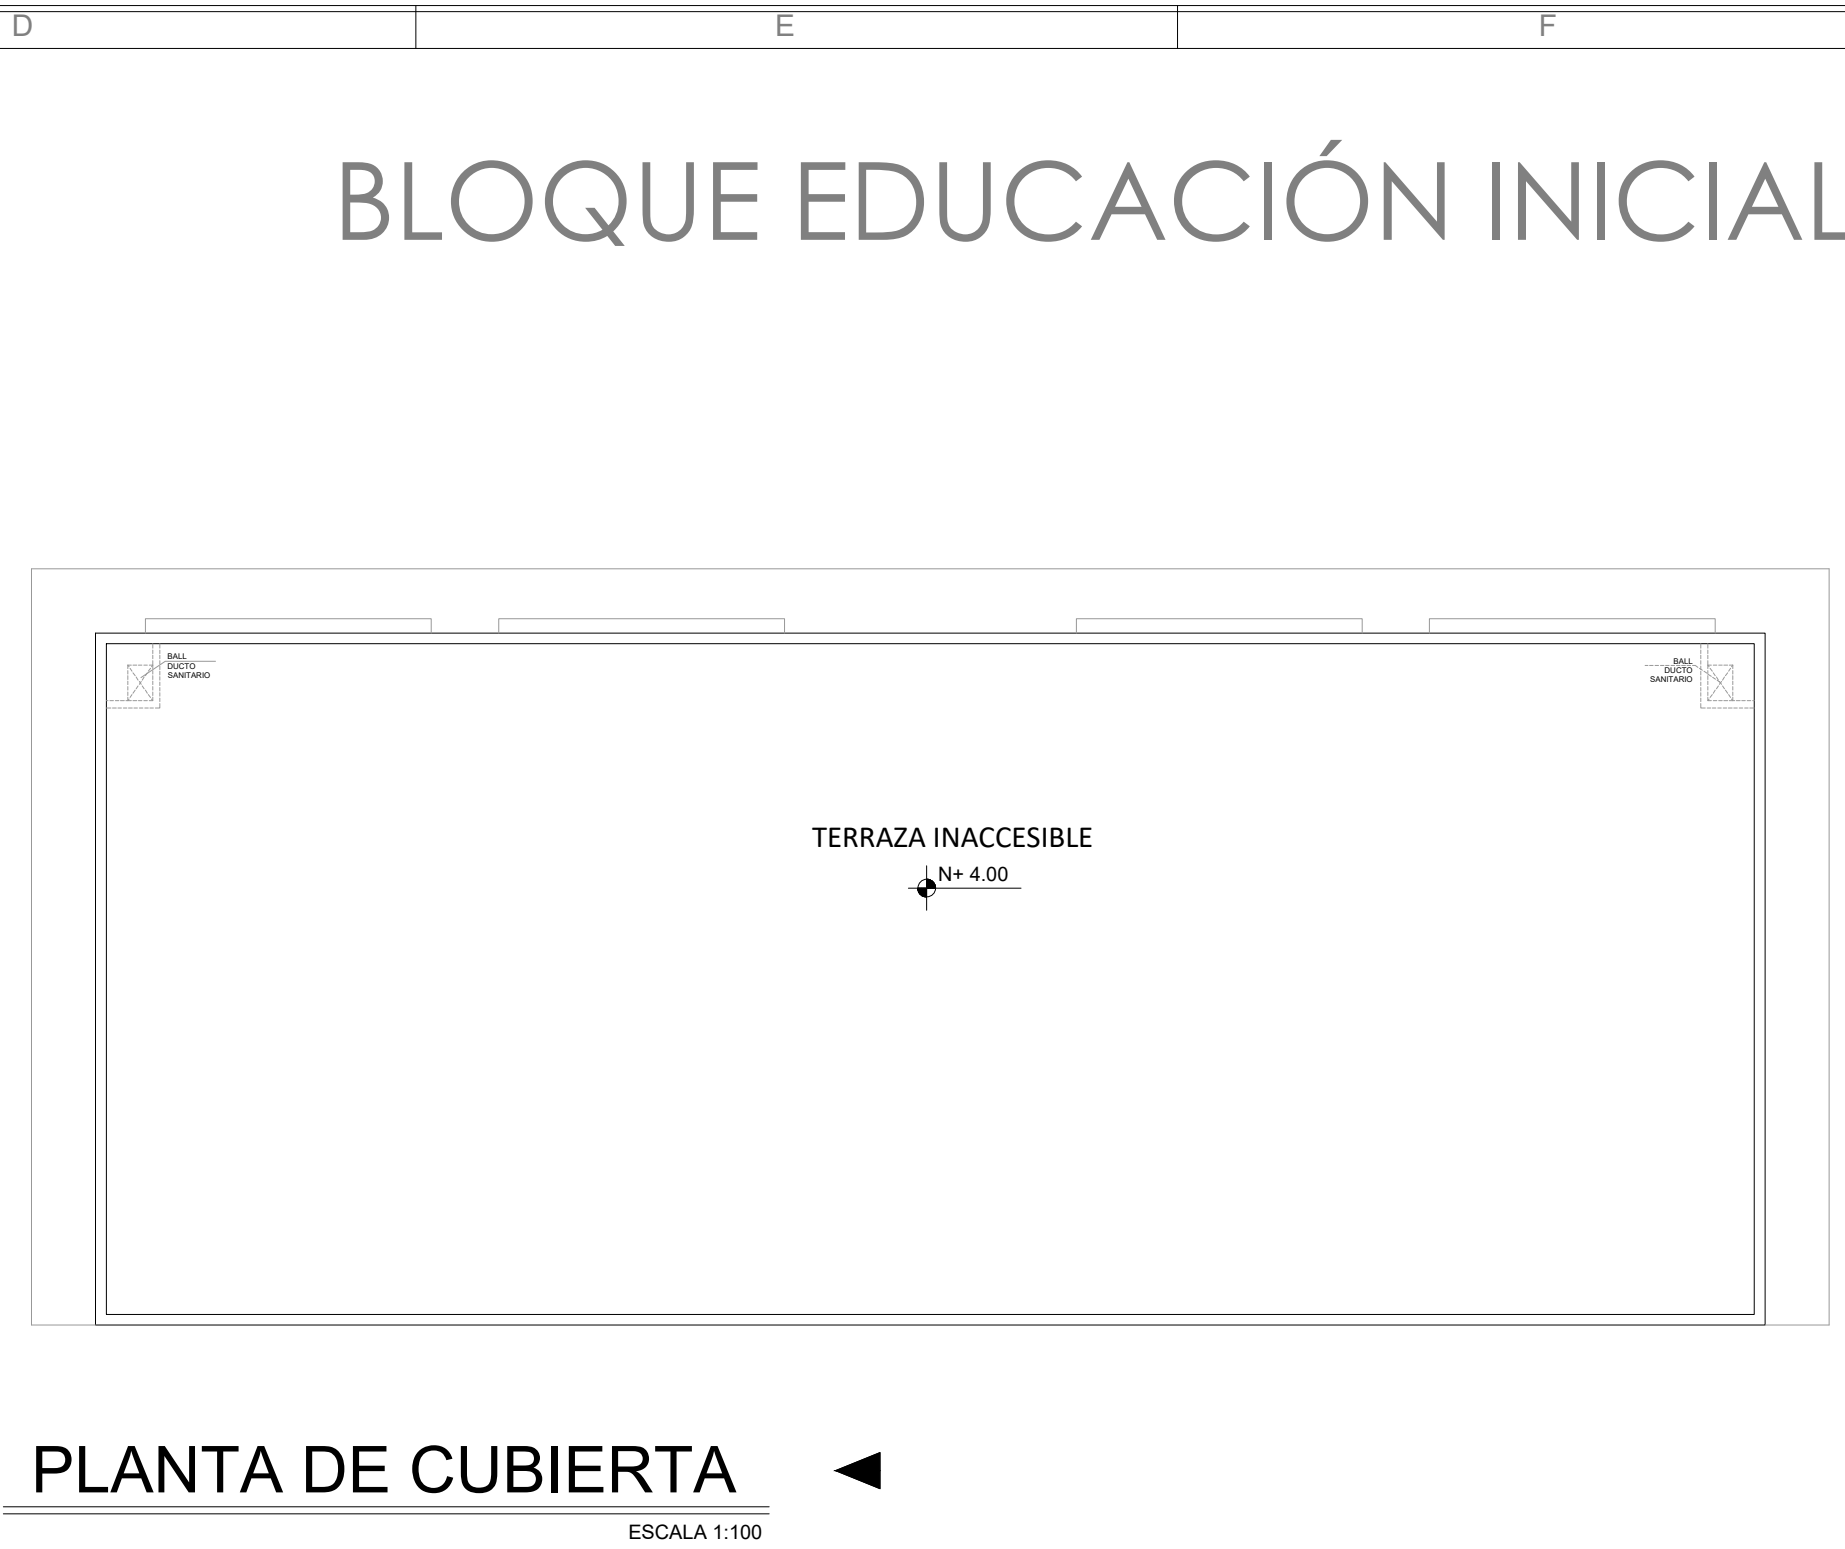 D E F
BLOQUE EDUCACIÓN INICIAL
BALL
DUCTO
SANITARIO
BALL
DUCTO
SANITARIO
TERRAZA INACCESIBLE
N+ 4.00
PLANTA DE CUBIERTA
ESCALA 1:100